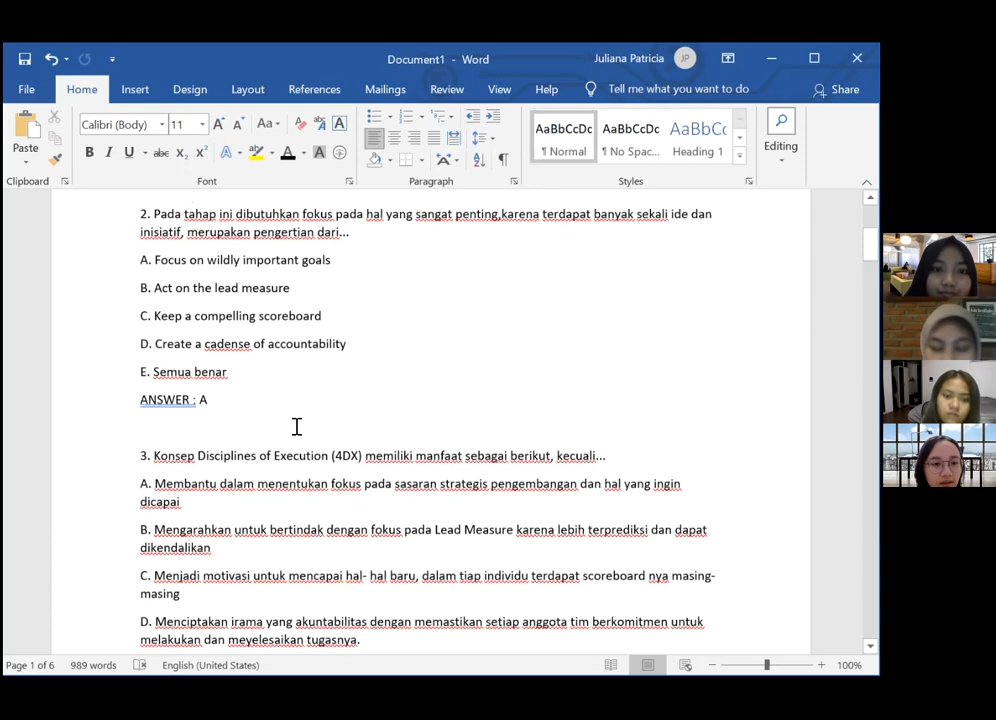 Document1 - Word
Juliana Patricia
JP
File
Home
Insert
Design
Layout
References
Mailings
Review
View
Help
Tell me what you want to do
Share
Paste
Calibri (Body)
11
Clipboard
Font
Paragraph
AaBbCcDc
¶ Normal
AaBbCcDc
¶ No Spac...
AaBbCc
Heading 1
Styles
Editing
2. Pada tahap ini dibutuhkan fokus pada hal yang sangat penting,karena terdapat banyak sekali ide dan
inisiatif, merupakan pengertian dari...
A. Focus on wildly important goals
B. Act on the lead measure
C. Keep a compelling scoreboard
D. Create a cadense of accountability
E. Semua benar
ANSWER : A
3. Konsep Disciplines of Execution (4DX) memiliki manfaat sebagai berikut, kecuali...
A. Membantu dalam menentukan fokus pada sasaran strategis pengembangan dan hal yang ingin
dicapai
B. Mengarahkan untuk bertindak dengan fokus pada Lead Measure karena lebih terprediksi dan dapat
dikendalikan
C. Menjadi motivasi untuk mencapai hal- hal baru, dalam tiap individu terdapat scoreboard nya masing-
masing
D. Menciptakan irama yang akuntabilitas dengan memastikan setiap anggota tim berkomitmen untuk
melakukan dan meyelesaikan tugasnya.
Page 1 of 6
989 words
English (United States)
100%